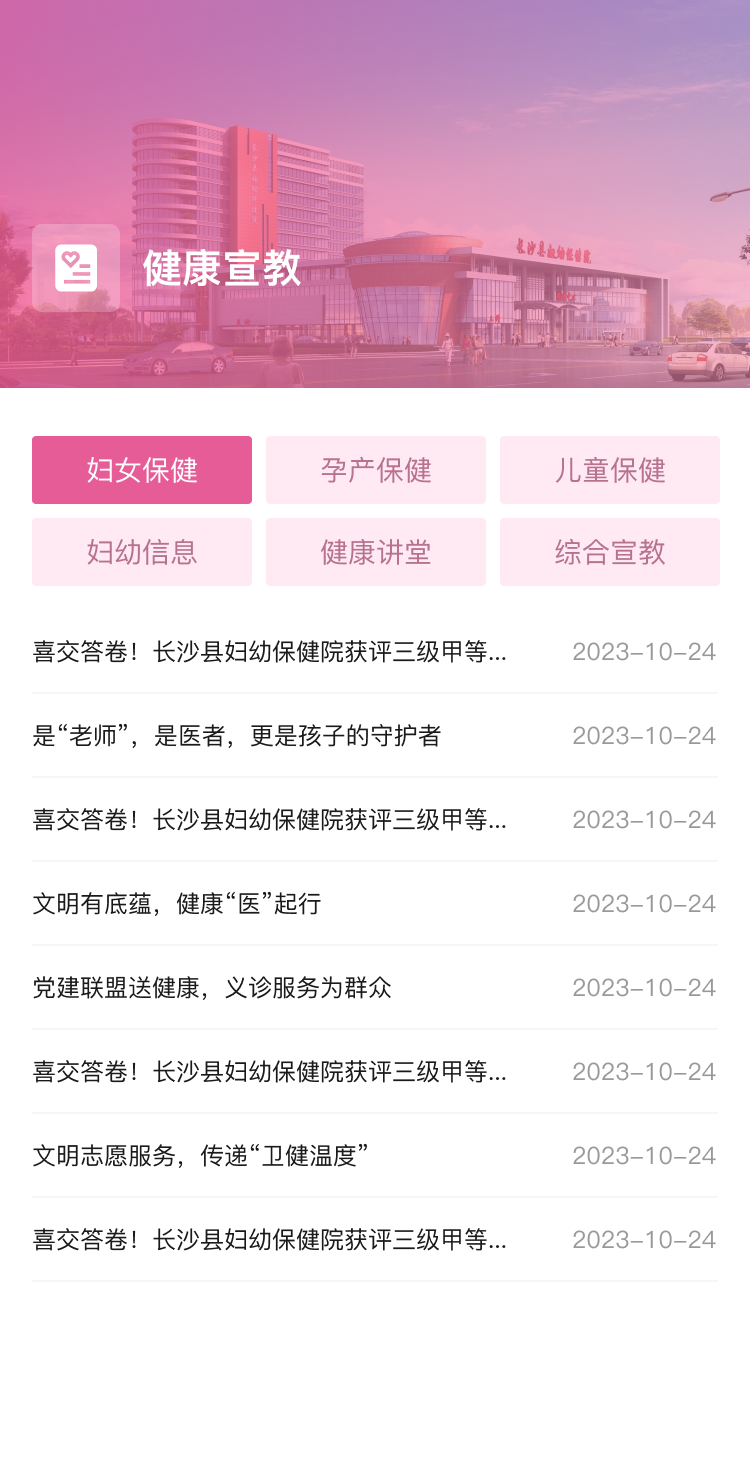 长沙县妇幼保健院
健康宣教
妇女保健 孕产保健 儿童保健
妇幼信息 健康讲堂 综合宣教
喜交答卷！长沙县妇幼保健院获评三级甲等... 2023-10-24
是“老师”，是医者，更是孩子的守护者 2023-10-24
喜交答卷！长沙县妇幼保健院获评三级甲等... 2023-10-24
文明有底蕴，健康“医”起行 2023-10-24
党建联盟送健康，义诊服务为群众 2023-10-24
喜交答卷！长沙县妇幼保健院获评三级甲等... 2023-10-24
文明志愿服务，传递“卫健温度” 2023-10-24
喜交答卷！长沙县妇幼保健院获评三级甲等... 2023-10-24